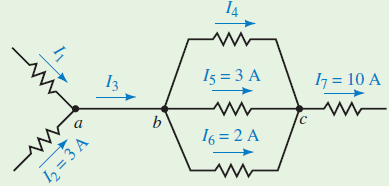 I₄
I₁
I₃
I₅ = 3 A
I₇ = 10 A
a
b
c
I₆ = 2 A
I₂ = 3 A